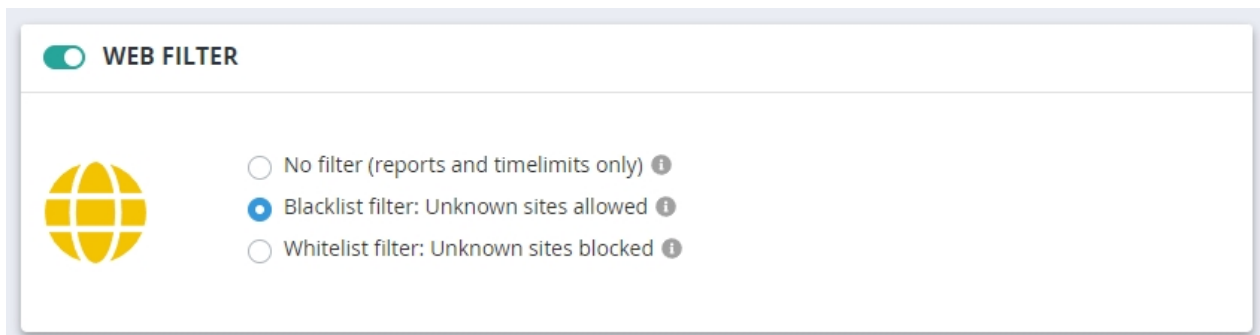 WEB FILTER
No filter (reports and timelimits only)
Blacklist filter: Unknown sites allowed
Whitelist filter: Unknown sites blocked